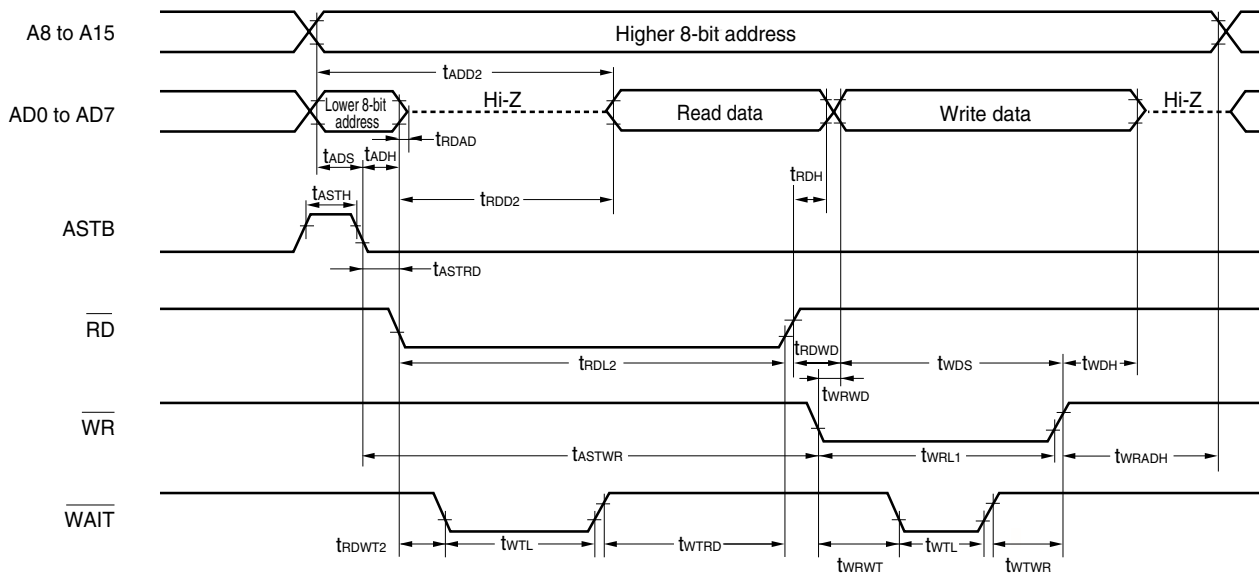 A8 to A15
Higher 8-bit address
tADD2
AD0 to AD7
Lower 8-bit
address
Hi-Z
Read data
Write data
Hi-Z
tRDAD
tADS
tADH
tRDH
tASTH
tRDD2
ASTB
tASTRD
RD
tRDL2
tRDWD
tWDS
tWDH
tWRWD
WR
tASTWR
tWRL1
tWRADH
WAIT
tRDWT2
tWTL
tWTRD
tWRWT
tWTL
tWTWR